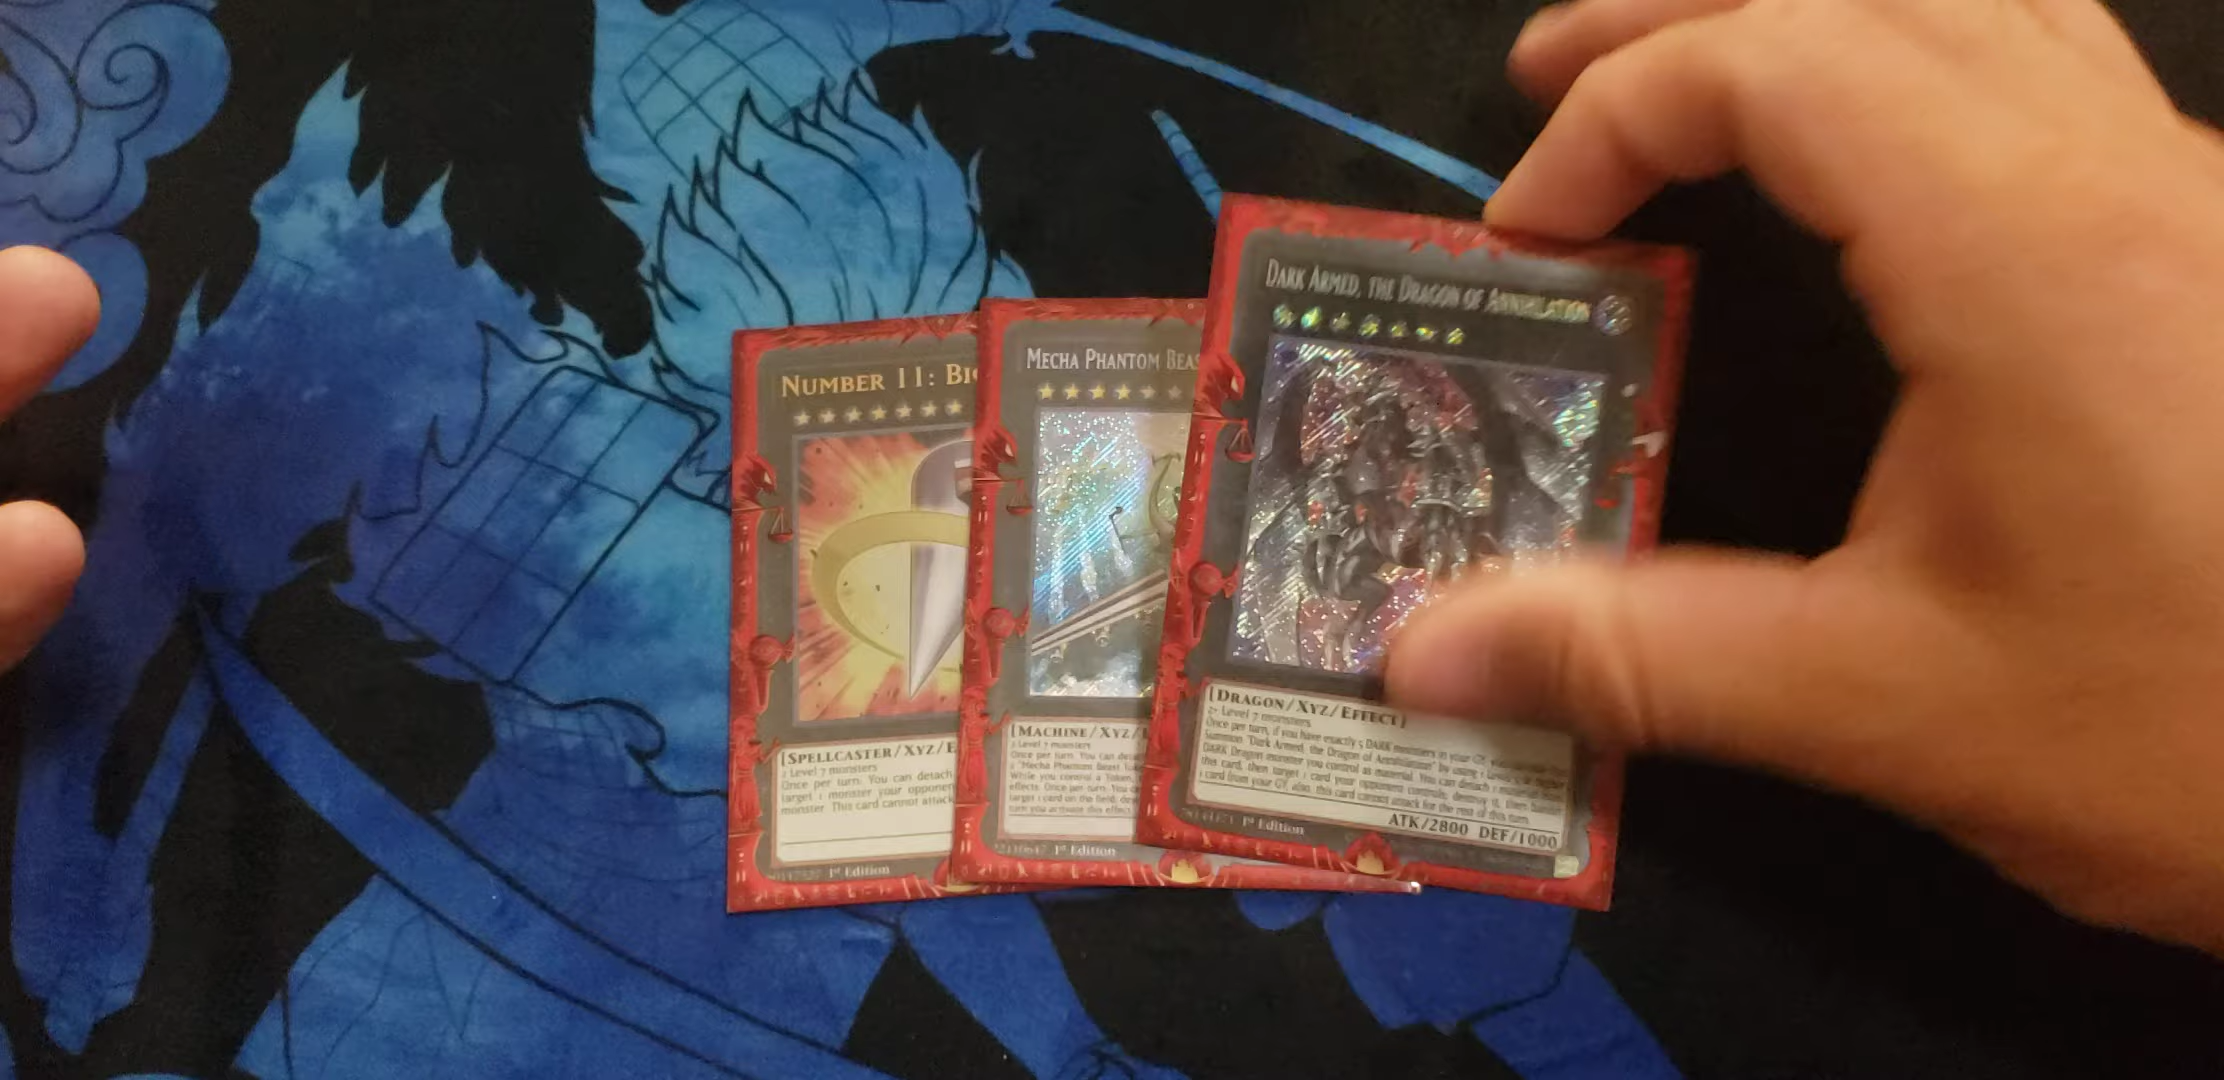 NUMBER 11: BI
[SPELLCASTER/XYZ/E
2 Level 7 monsters
Once per turn: You can detach
target 1 monster your opponen
monster. This card cannot attack
1st Edition
MECHA PHANTOM BEAS
[MACHINE/XYZ/
2 Level 7 monsters
Once per turn: You can detac
"Mecha Phantom Beast
While you control a Token,
effects. Once per turn: You ca
target 1 card on the field; des
turn you activate this effect
1st Edition
DARK ARMED, THE DRAGON OF ANNIHILATION
[DRAGON/XYZ/EFFECT]
2+ Level 7 monsters
Once per turn, if you have exactly 5 DARK monsters in your GY,
Summon "Dark Armed, the Dragon of Annihilation" by using 1 Level 5 or higher
DARK Dragon monster you control as material. You can detach 1 material from
this card, then target 1 card your opponent controls; destroy it, then banish
1 card from your GY, also, this card cannot attack for the rest of this turn.
ATK/2800 DEF/1000
1st Edition